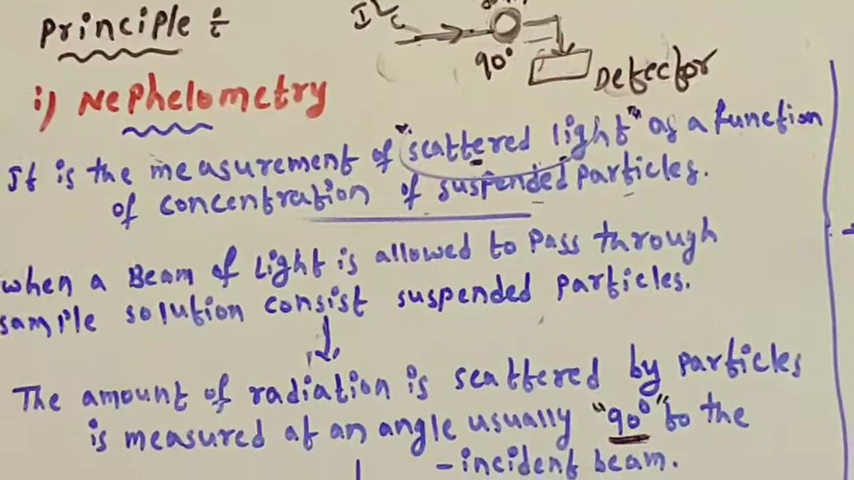 Principle :
90°
Detector
i) Nephelometry
It is the measurement of "scattered light" as a function
of concentration of suspended particles.
when a Beam of Light is allowed to Pass through
sample solution consist suspended particles.
The amount of radiation is scattered by particles
is measured at an angle usually "90°" to the
-incident beam.